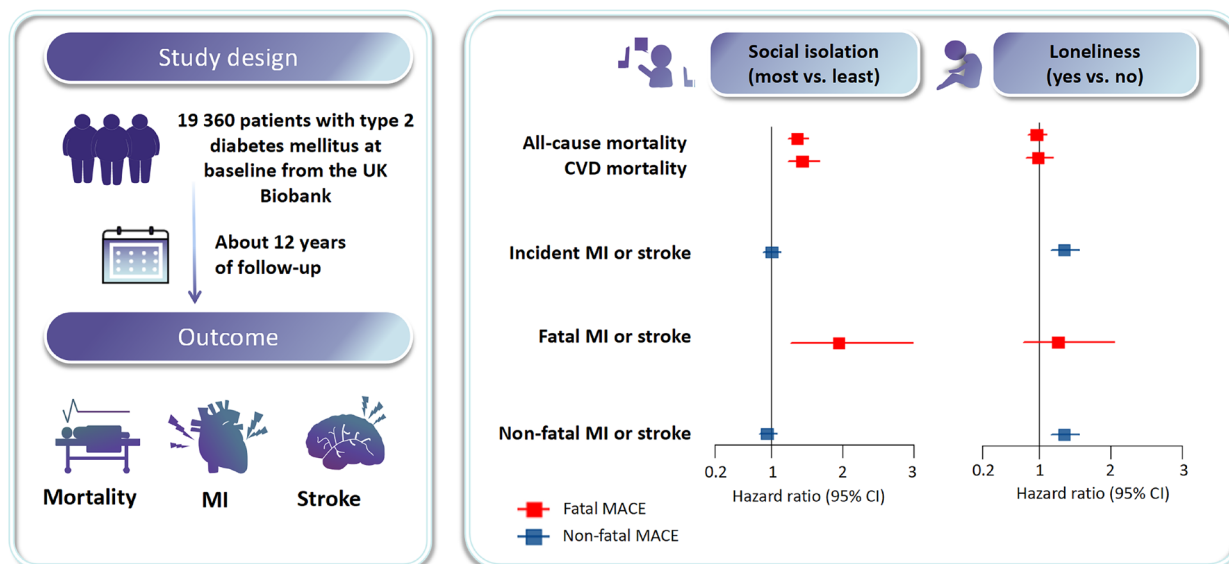 Study design
19 360 patients with type 2
diabetes mellitus at
baseline from the UK
Biobank
About 12 years
of follow-up
Outcome
Mortality
MI
Stroke
Social isolation
(most vs. least)
Loneliness
(yes vs. no)
All-cause mortality
CVD mortality
Incident MI or stroke
Fatal MI or stroke
Non-fatal MI or stroke
0.2 1 2 3
Hazard ratio (95% CI)
0.2 1 2 3
Hazard ratio (95% CI)
Fatal MACE
Non-fatal MACE